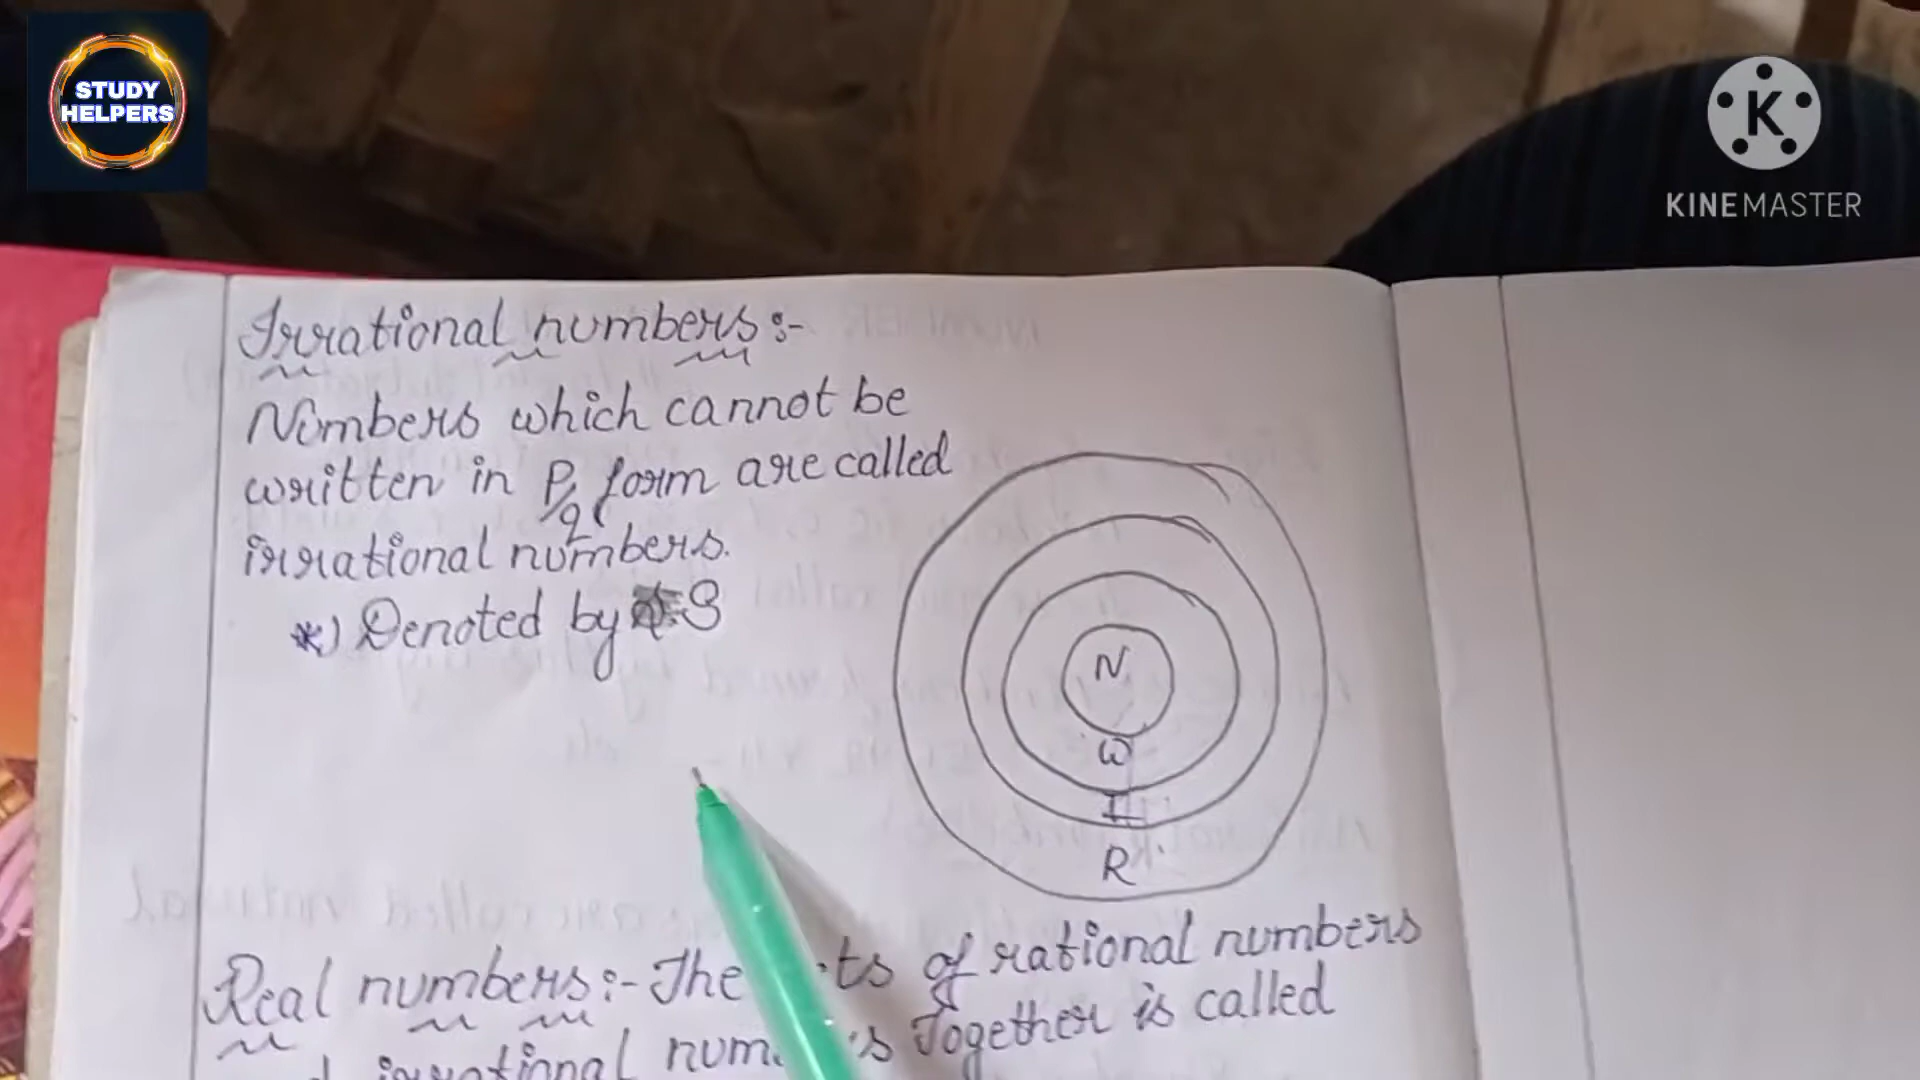 STUDY
HELPERS
K
KINEMASTER
Irrational numbers :-
Numbers which cannot be
written in P/q form are called
irrational numbers.
*) Denoted by S
N
W
I
R
Real numbers :- The of rational numbers
irrational together is called